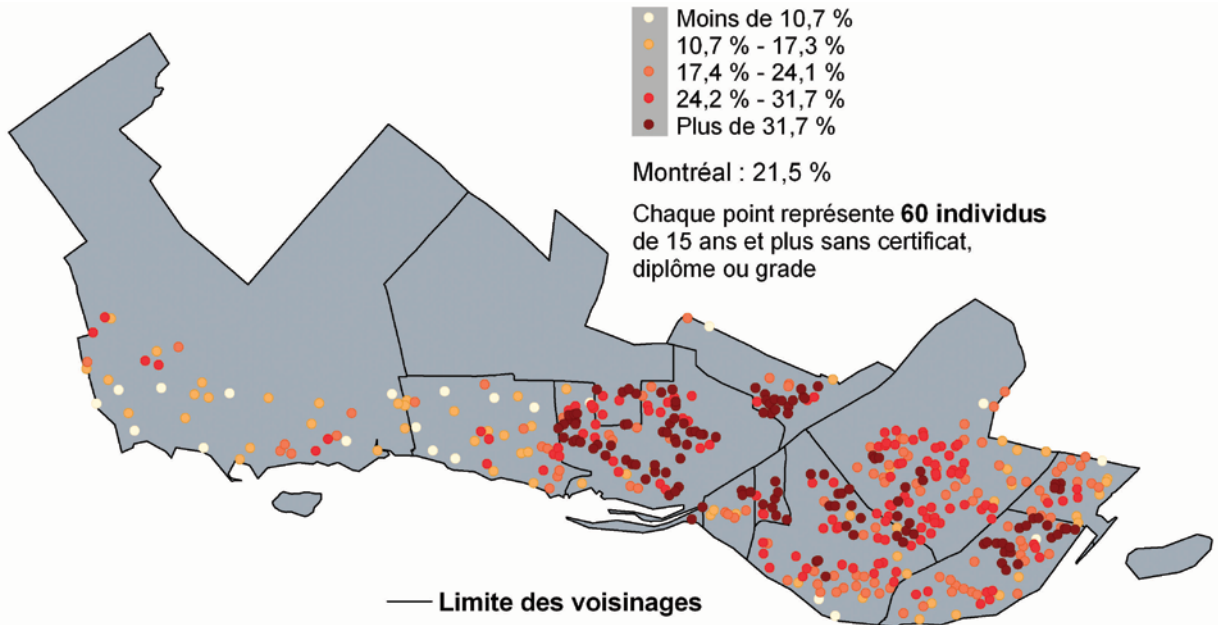 Moins de 10,7 %
10,7 % - 17,3 %
17,4 % - 24,1 %
24,2 % - 31,7 %
Plus de 31,7 %
Montréal : 21,5 %
Chaque point représente 60 individus
de 15 ans et plus sans certificat,
diplôme ou grade
Limite des voisinages